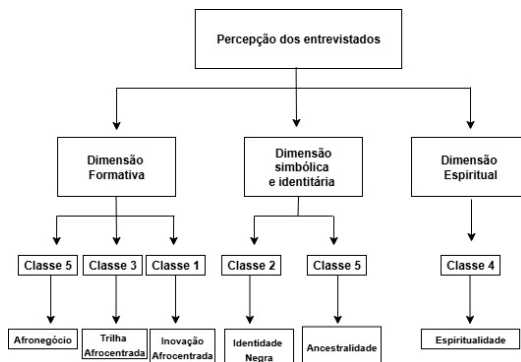 Percepção dos entrevistados
Dimensão
Formativa
Dimensão
simbólica
e identitária
Dimensão
Espiritual
Classe 5
Classe 3
Classe 1
Classe 2
Classe 5
Classe 4
Afronegócio
Trilha
Afrocentrada
Inovação
Afrocentrada
Identidade
Negra
Ancestralidade
Espiritualidade